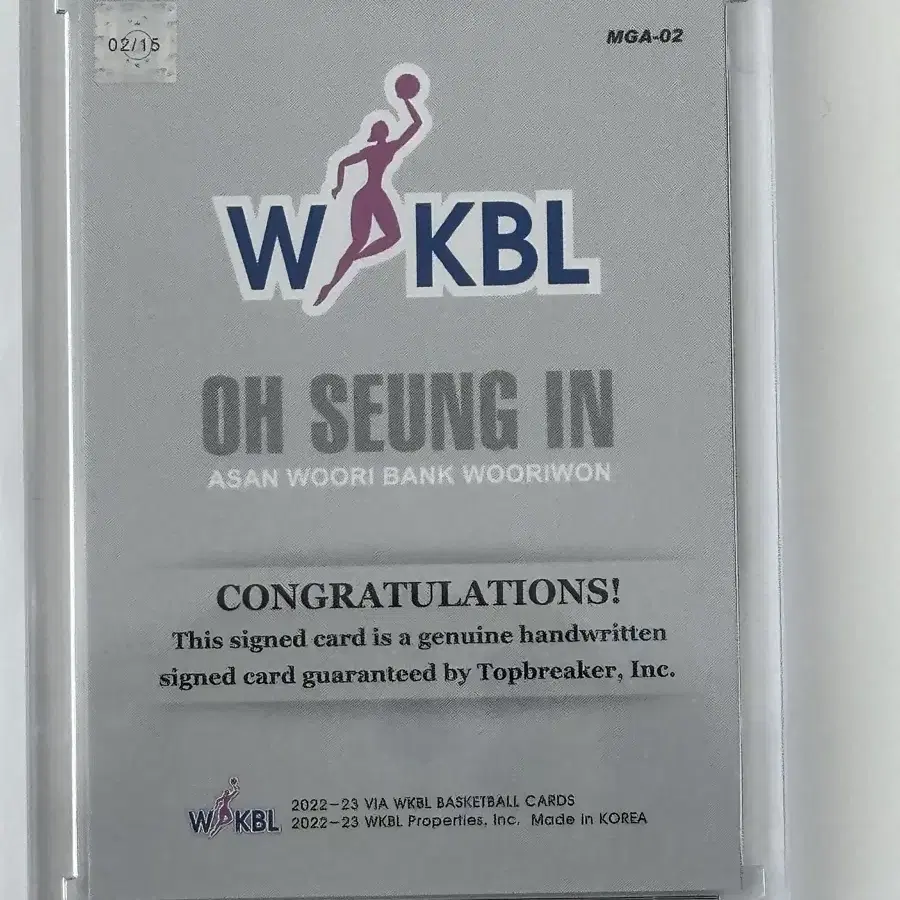 02/15
MGA-02
WKBL
OH SEUNG IN
ASAN WOORI BANK WOORIWON
CONGRATULATIONS!
This signed card is a genuine handwritten
signed card guaranteed by Topbreaker, Inc.
WKBL
2022-23 VIA WKBL BASKETBALL CARDS
2022-23 WKBL Properties, Inc. Made in KOREA